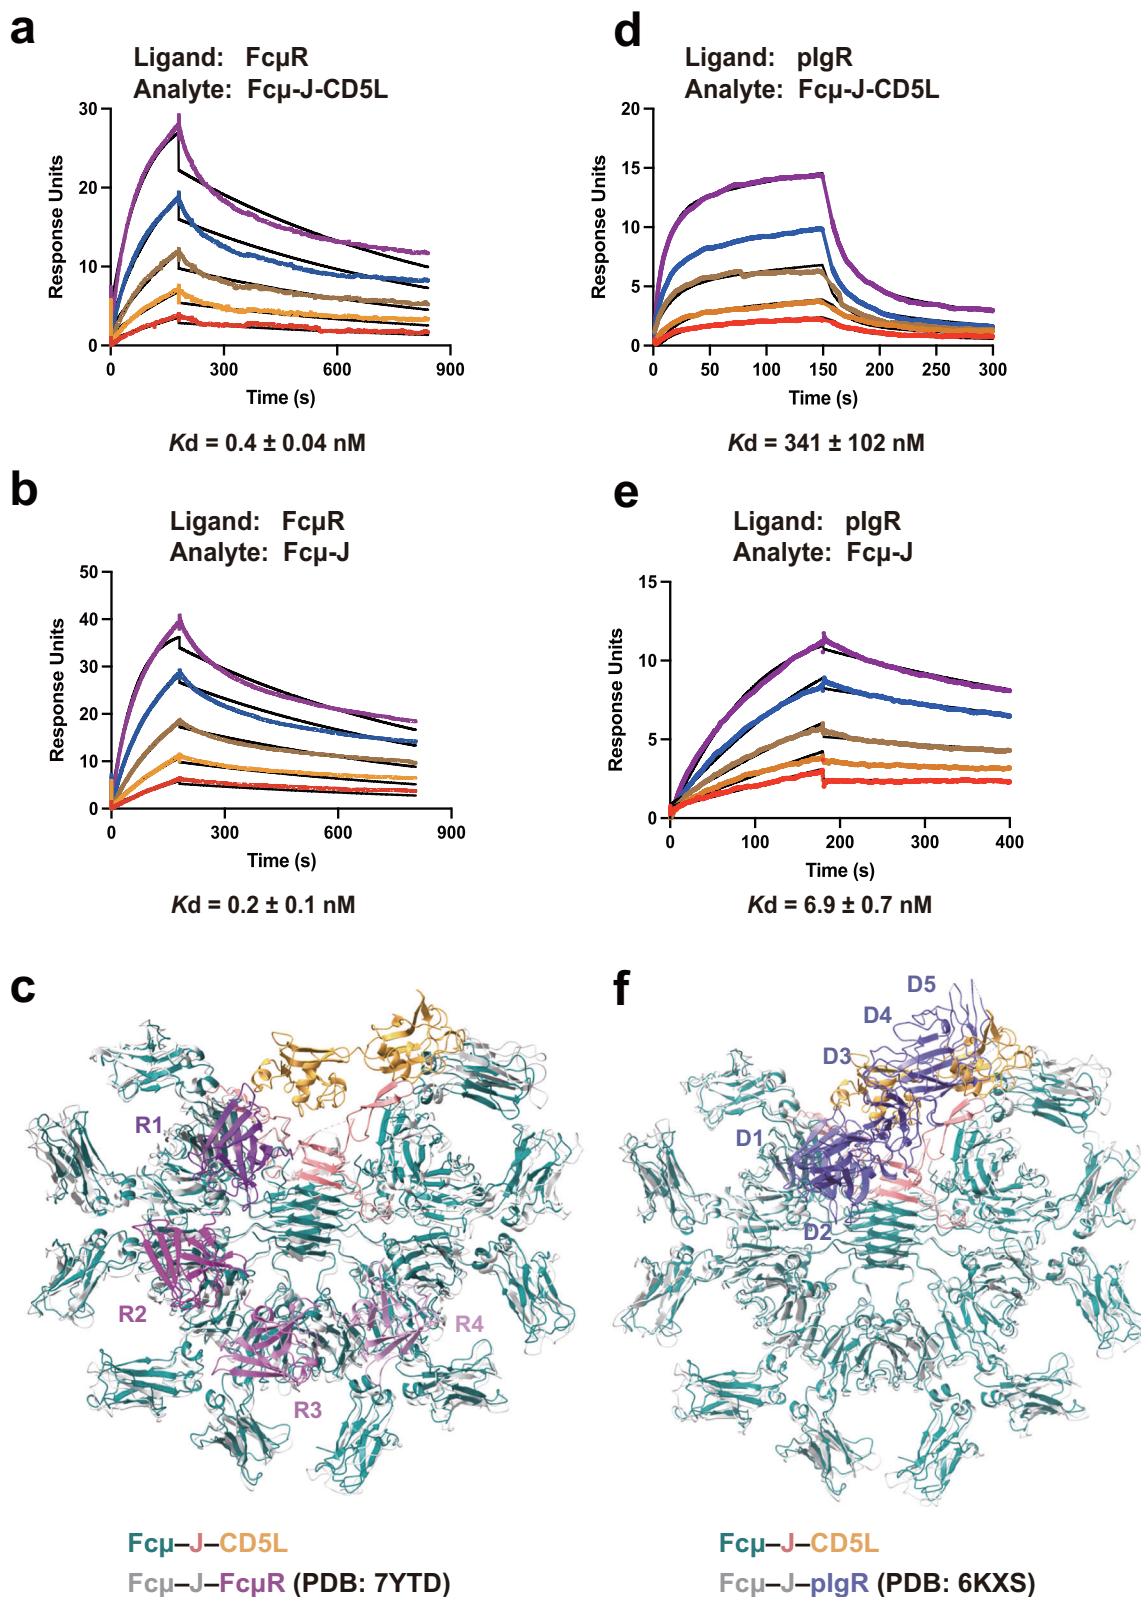 a
Ligand: FcμR
Analyte: Fcμ-J-CD5L
Response Units
30
20
10
0
0 300 600 900
Time (s)
Kd = 0.4 ± 0.04 nM
b
Ligand: FcμR
Analyte: Fcμ-J
Response Units
50
40
30
20
10
0
0 300 600 900
Time (s)
Kd = 0.2 ± 0.1 nM
c
R1
R2
R3
R4
Fcμ–J–CD5L
Fcμ–J–FcμR (PDB: 7YTD)
d
Ligand: pIgR
Analyte: Fcμ-J-CD5L
Response Units
20
15
10
5
0
0 50 100 150 200 250 300
Time (s)
Kd = 341 ± 102 nM
e
Ligand: pIgR
Analyte: Fcμ-J
Response Units
15
10
5
0
0 100 200 300 400
Time (s)
Kd = 6.9 ± 0.7 nM
f
D5
D4
D3
D1
D2
Fcμ–J–CD5L
Fcμ–J–pIgR (PDB: 6KXS)